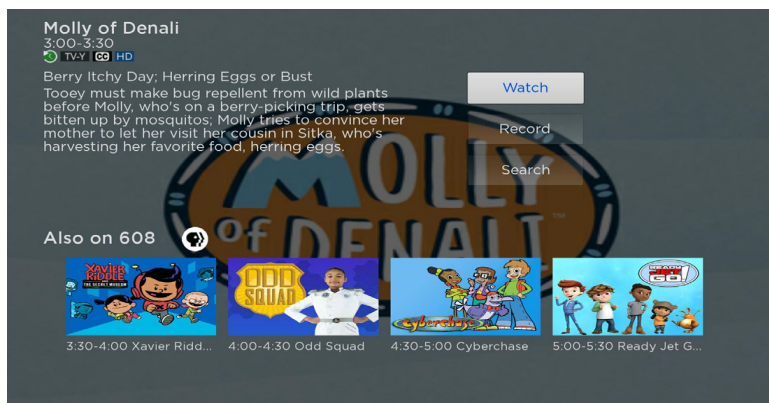 Molly of Denali
3:00-3:30
TV-Y CC HD
Berry Itchy Day; Herring Eggs or Bust
Tooey must make bug repellent from wild plants
before Molly, who's on a berry-picking trip, gets
bitten up by mosquitos; Molly tries to convince her
mother to let her visit her cousin in Sitka, who's
harvesting her favorite food, herring eggs.
Watch
Record
Search
MOLLY
of DENALI
TM
Also on 608
XAVIER
RIDDLE
THE SECRET MUSEUM
ODD
SQUAD
Cyberchase
READY
JET
GO!
3:30-4:00 Xavier Ridd...
4:00-4:30 Odd Squad
4:30-5:00 Cyberchase
5:00-5:30 Ready Jet G...